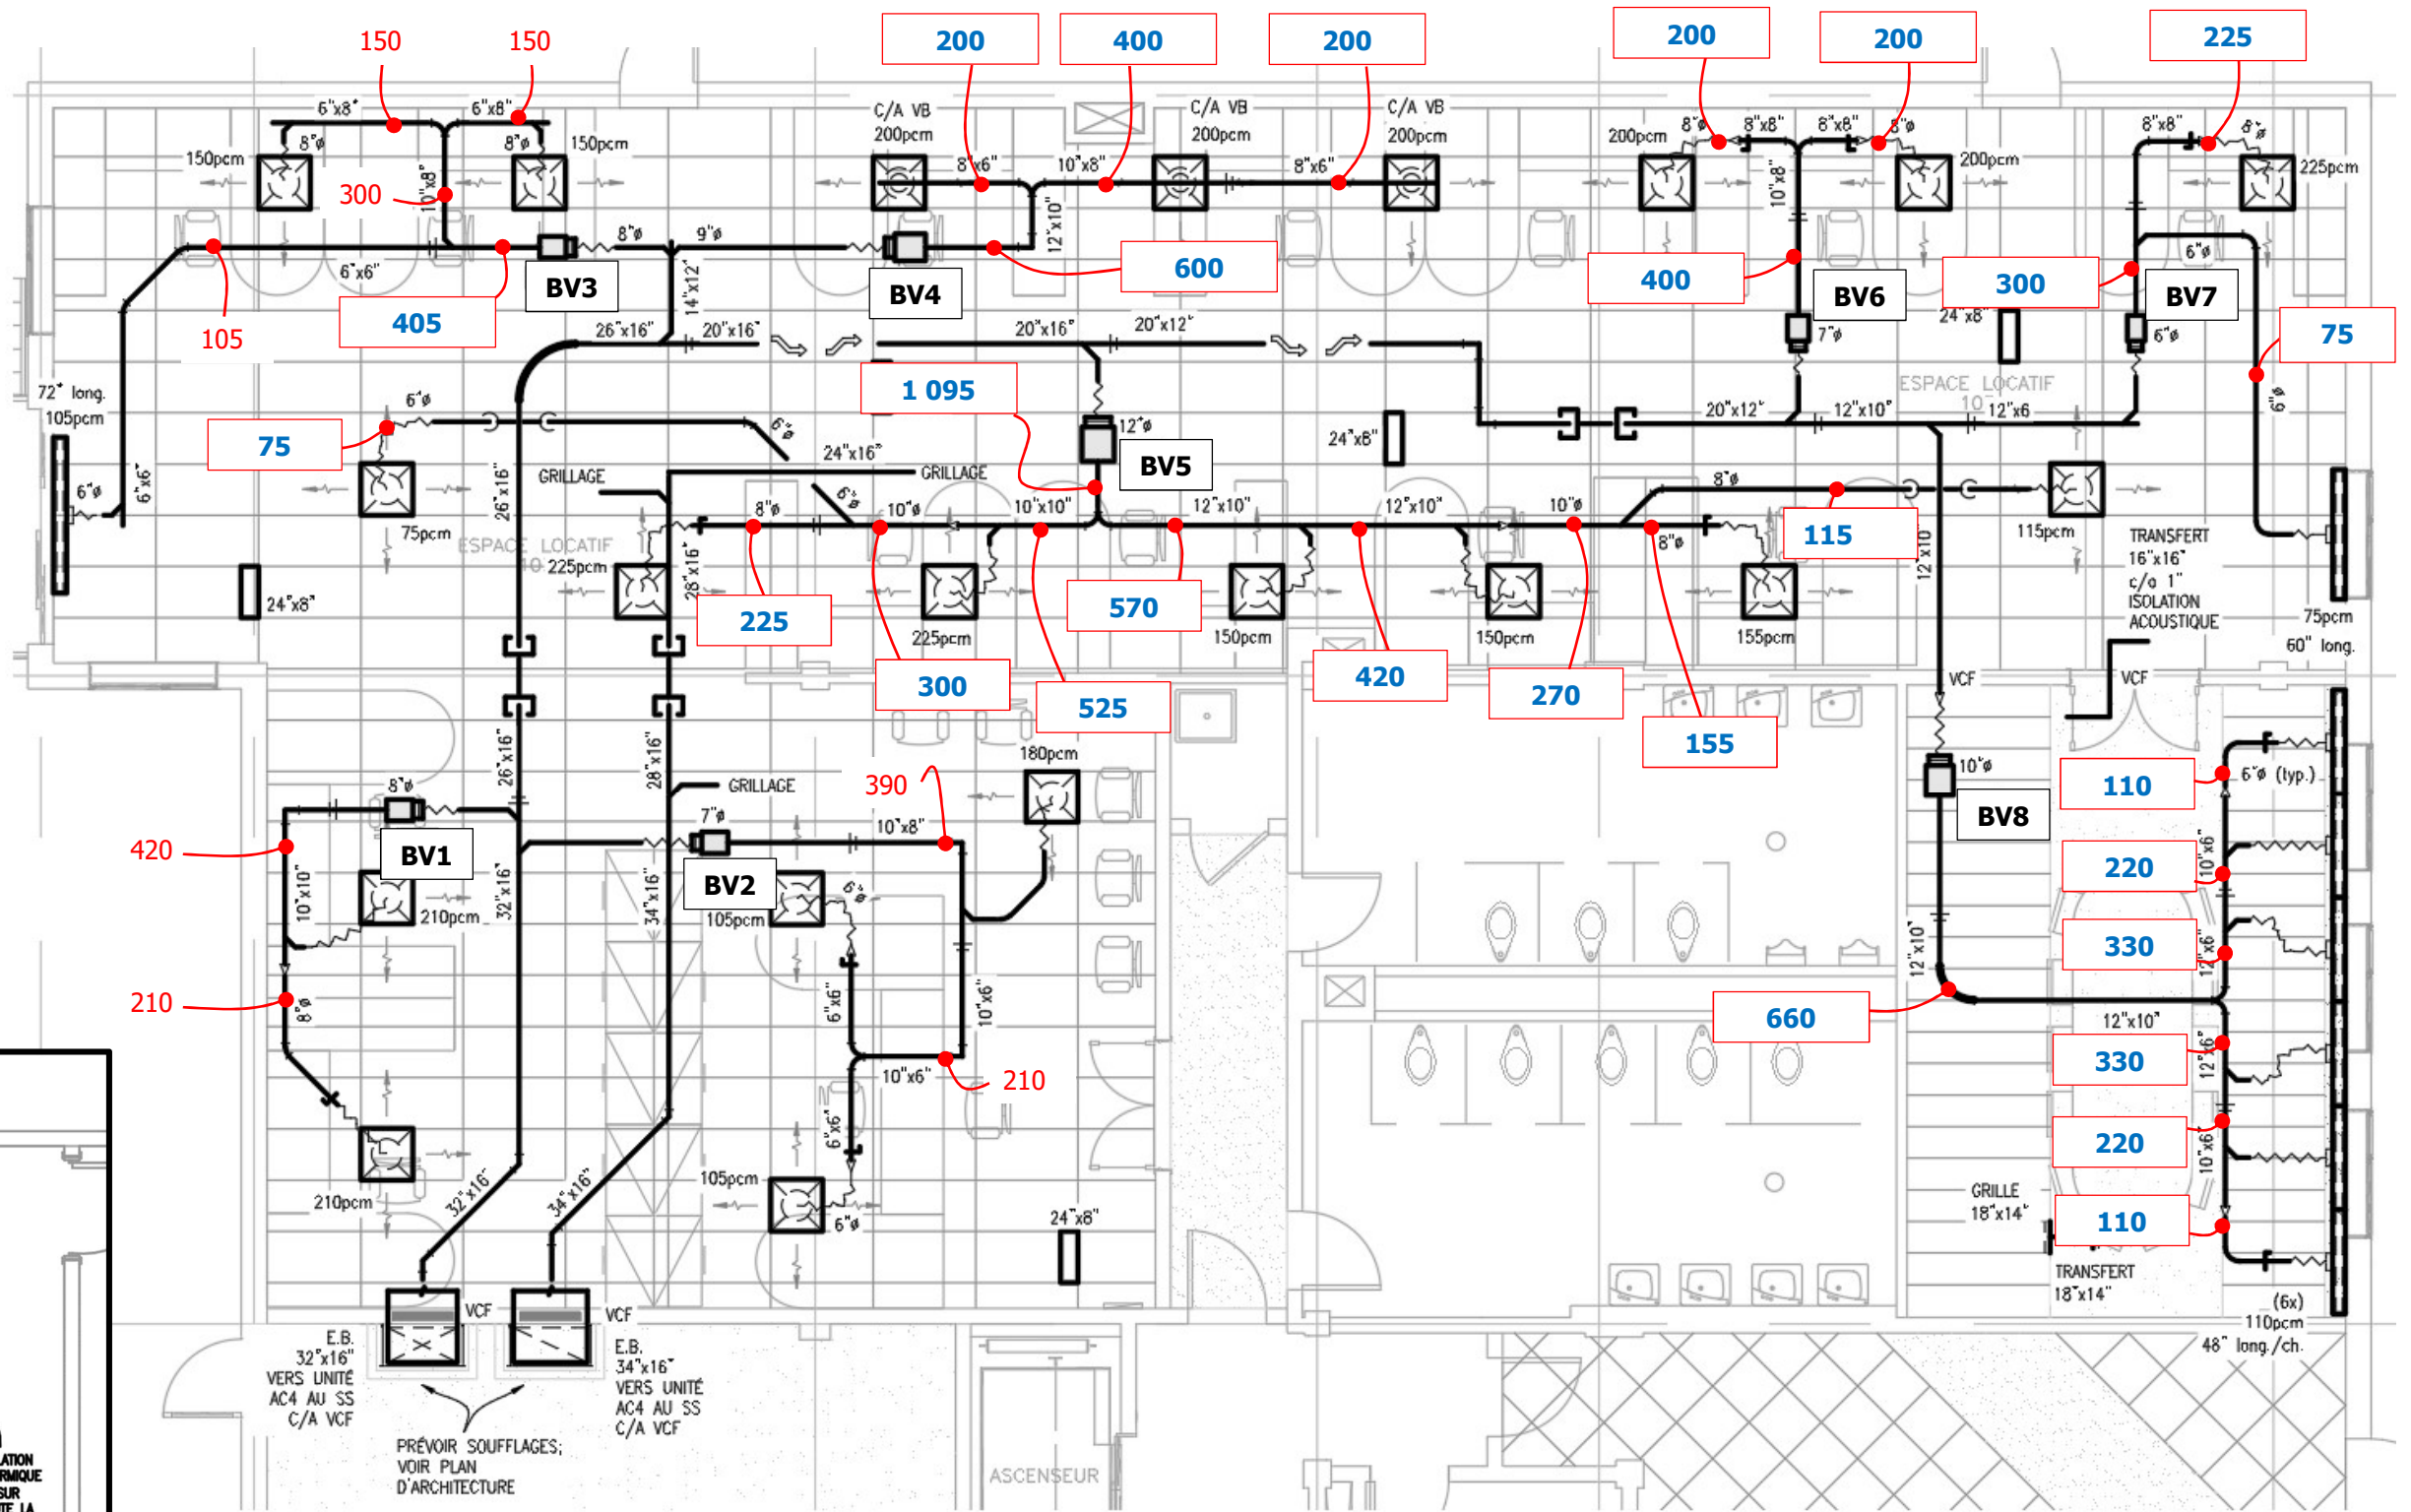 150
150
200
400
200
200
200
225
6"x8"
6"x8"
C/A VB
200pcm
C/A VB
200pcm
C/A VB
200pcm
150pcm
8"ø
8"ø
150pcm
8"x6"
10"x8"
8"x6"
200pcm
8"ø
8"x8"
8"x8"
8"ø
200pcm
8"x8"
8"ø
225pcm
300
10"x8"
12"x10"
10"x8"
6"x6"
8"ø
9"ø
105
405
BV3
14"x12"
BV4
600
400
BV6
300
BV7
6"ø
75
26"x16"
20"x16"
20"x16"
20"x12"
7"ø
24"x8"
6"ø
72" long.
105pcm
75
6"ø
6"ø
1 095
12"ø
BV5
24"x8"
ESPACE LOCATIF
10
20"x12"
12"x10"
12"x6
6"ø
6"ø
6"x6"
26"x16"
GRILLAGE
24"x16"
GRILLAGE
6"ø
75pcm
ESPACE LOCATIF
10
225pcm
28"x16"
8"ø
10"ø
10"x10"
12"x10"
12"x10"
10"ø
8"ø
8"ø
115
115pcm
12"x10"
TRANSFERT
16"x16"
c/a 1"
ISOLATION
ACOUSTIQUE
24"x8"
225
225pcm
570
150pcm
150pcm
155pcm
75pcm
60" long.
300
525
420
270
155
VCF
VCF
26"x16"
28"x16"
GRILLAGE
390
180pcm
8"ø
7"ø
10"x8"
420
BV1
BV2
10"x10"
210pcm
32"x16"
34"x16"
105pcm
6"ø
10"ø
BV8
110
6"ø (typ.)
220
10"x6"
330
12"x6"
210
8"ø
6"x6"
10"x6"
12"x10"
660
12"x10"
10"x6"
210
6"x6"
330
12"x6"
220
10"x6"
110
210pcm
32"x16"
34"x16"
105pcm
6"ø
24"x8"
GRILLE
18"x14"
TRANSFERT
18"x14"
(6x)
110pcm
48" long./ch.
VCF
VCF
E.B.
32"x16"
VERS UNITÉ
AC4 AU SS
C/A VCF
E.B.
34"x16"
VERS UNITÉ
AC4 AU SS
C/A VCF
PRÉVOIR SOUFFLAGES;
VOIR PLAN
D'ARCHITECTURE
ASCENSEUR
LATION
RMIQUE
SUR
TE LA